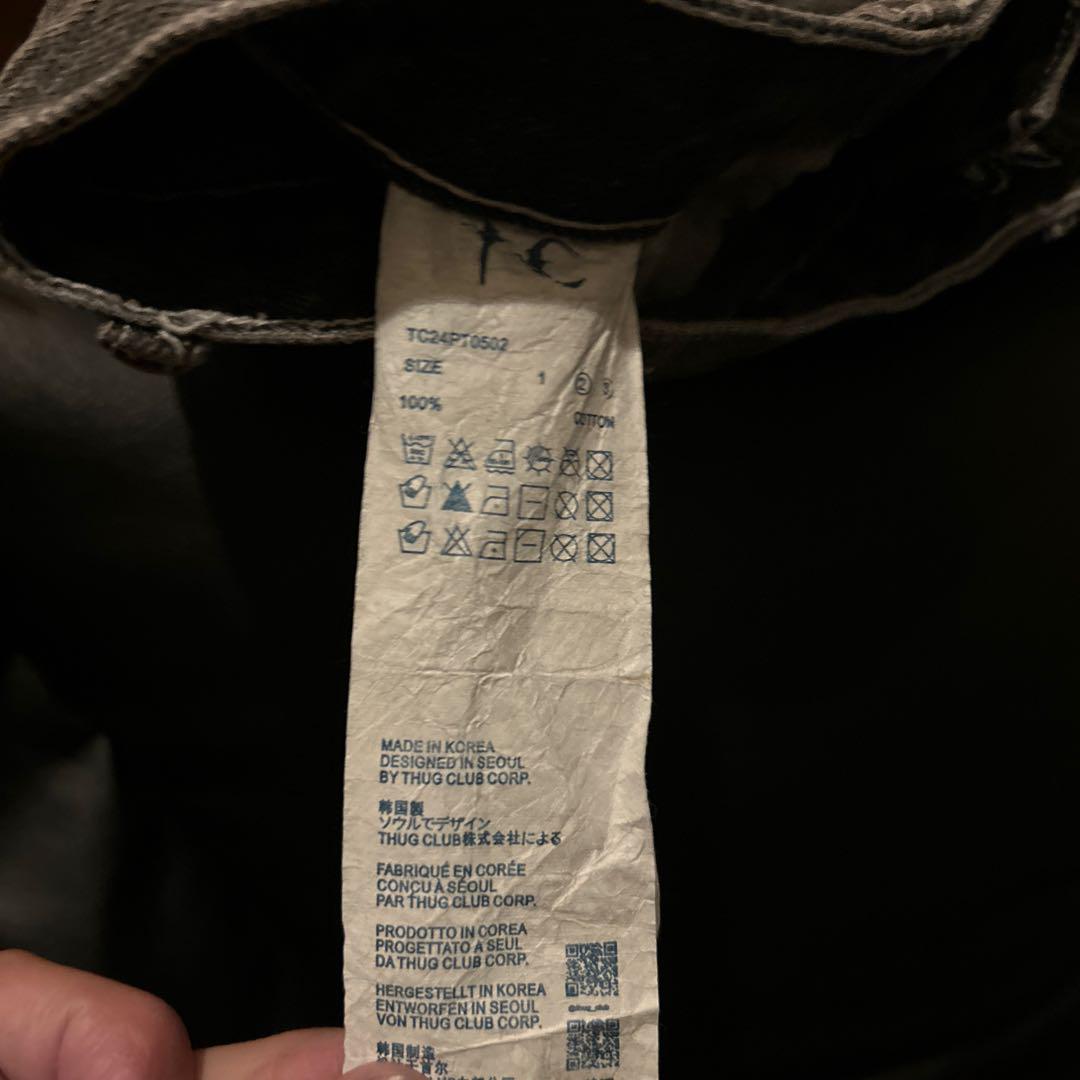 TC
TC24PT0502
SIZE 1 ② 3
100% COTTON
MADE IN KOREA
DESIGNED IN SEOUL
BY THUG CLUB CORP.
韩国製
ソウルでデザイン
THUG CLUB株式会社による
FABRIQUÉ EN CORÉE
CONÇU À SÉOUL
PAR THUG CLUB CORP.
PRODOTTO IN COREA
PROGETTATO A SEUL
DA THUG CLUB CORP.
HERGESTELLT IN KOREA
ENTWORFEN IN SEOUL
VON THUG CLUB CORP.
@thug_club
韩国制造